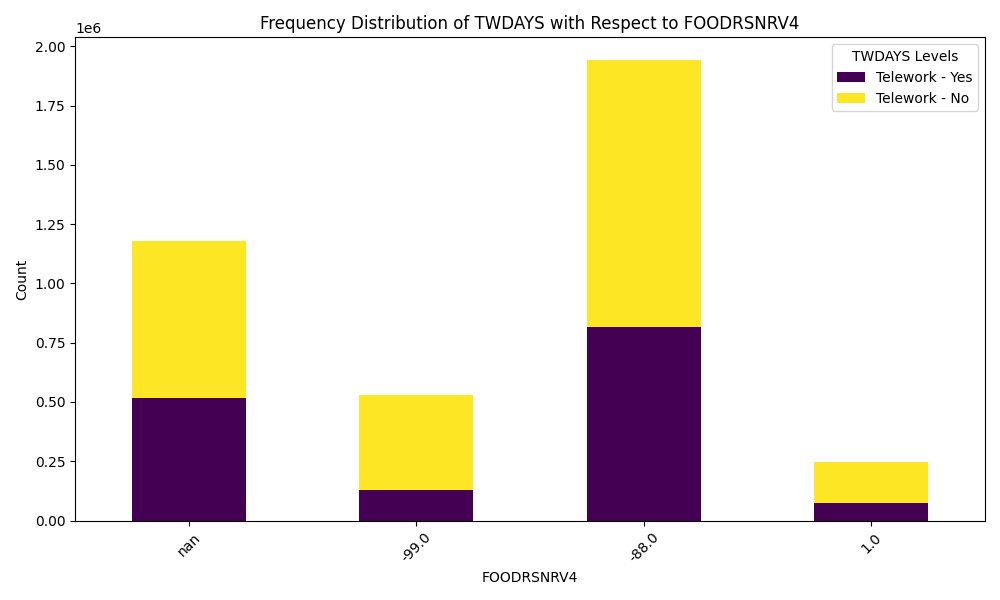 Frequency Distribution of TWDAYS with Respect to FOODRSNRV4
1e6
2.00
1.75
1.50
1.25
1.00
0.75
0.50
0.25
0.00
Count
TWDAYS Levels
Telework - Yes
Telework - No
nan
-99.0
-88.0
1.0
FOODRSNRV4